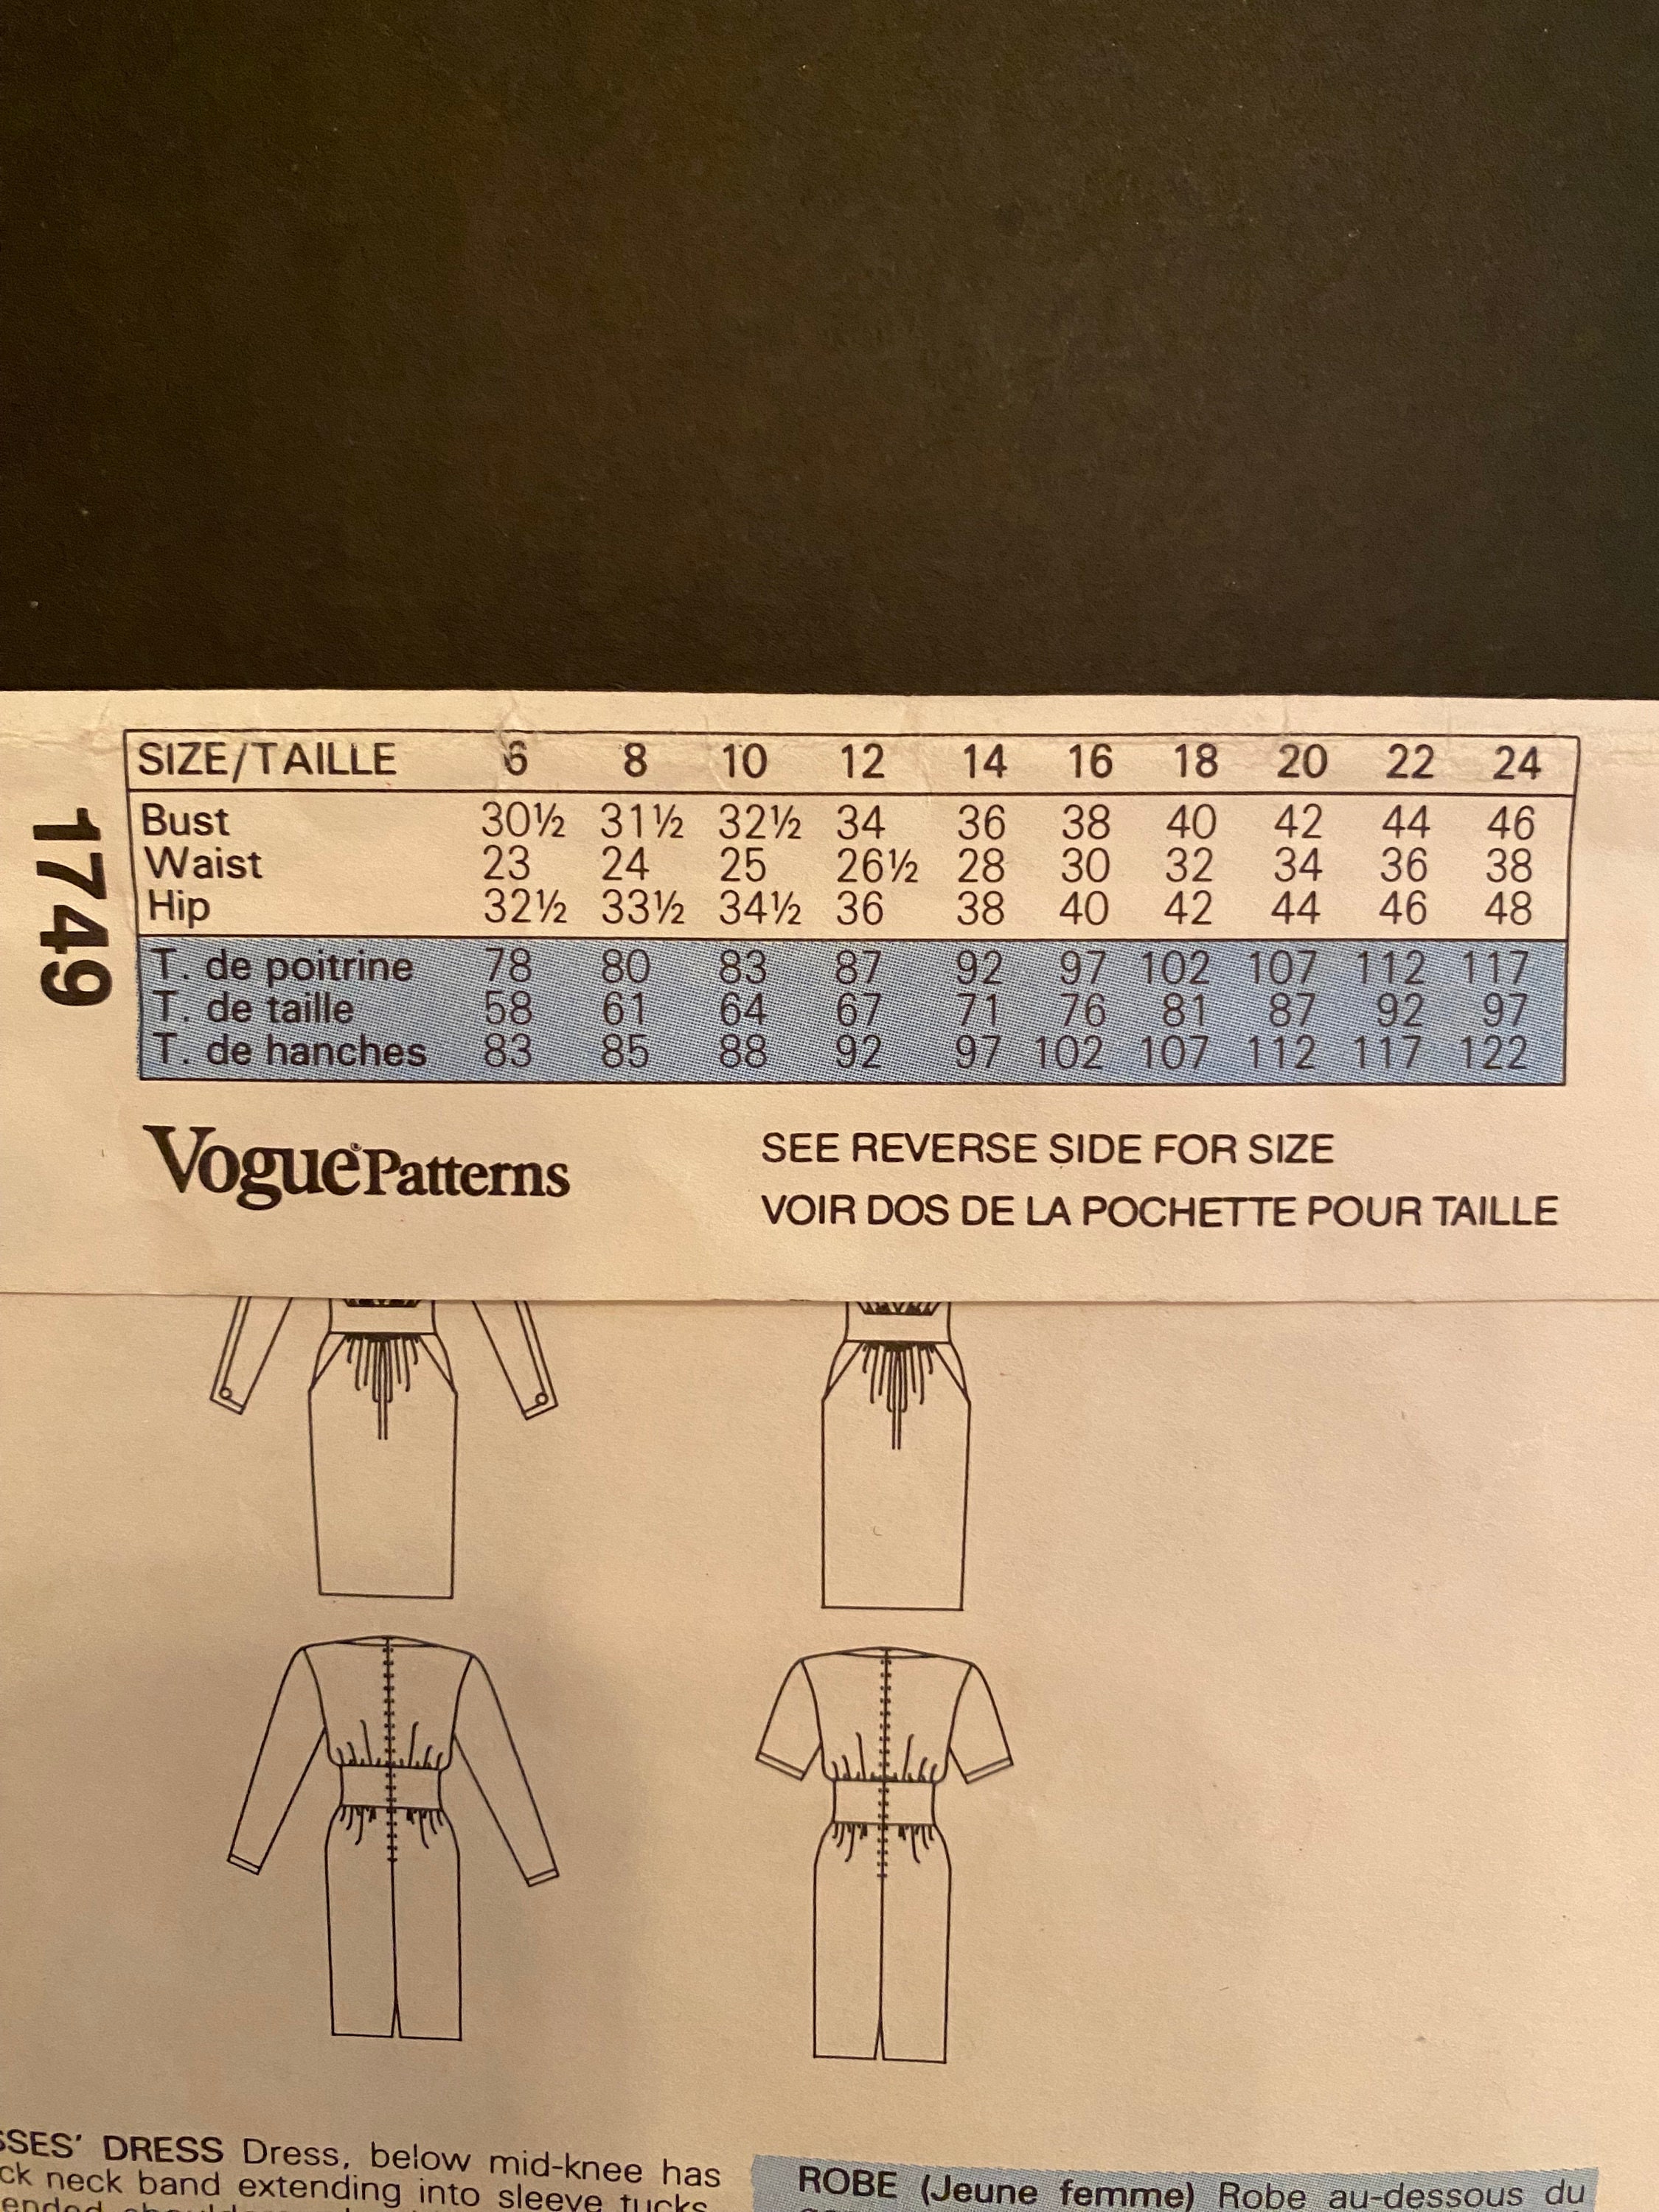 1749
SIZE/TAILLE 6 8 10 12 14 16 18 20 22 24
Bust 30½ 31½ 32½ 34 36 38 40 42 44 46
Waist 23 24 25 26½ 28 30 32 34 36 38
Hip 32½ 33½ 34½ 36 38 40 42 44 46 48
T. de poitrine 78 80 83 87 92 97 102 107 112 117
T. de taille 58 61 64 67 71 76 81 87 92 97
T. de hanches 83 85 88 92 97 102 107 112 117 122
Vogue Patterns
SEE REVERSE SIDE FOR SIZE
VOIR DOS DE LA POCHETTE POUR TAILLE
SSES' DRESS Dress, below mid-knee has
ck neck band extending into sleeve tucks,
ROBE (Jeune femme) Robe au-dessous du